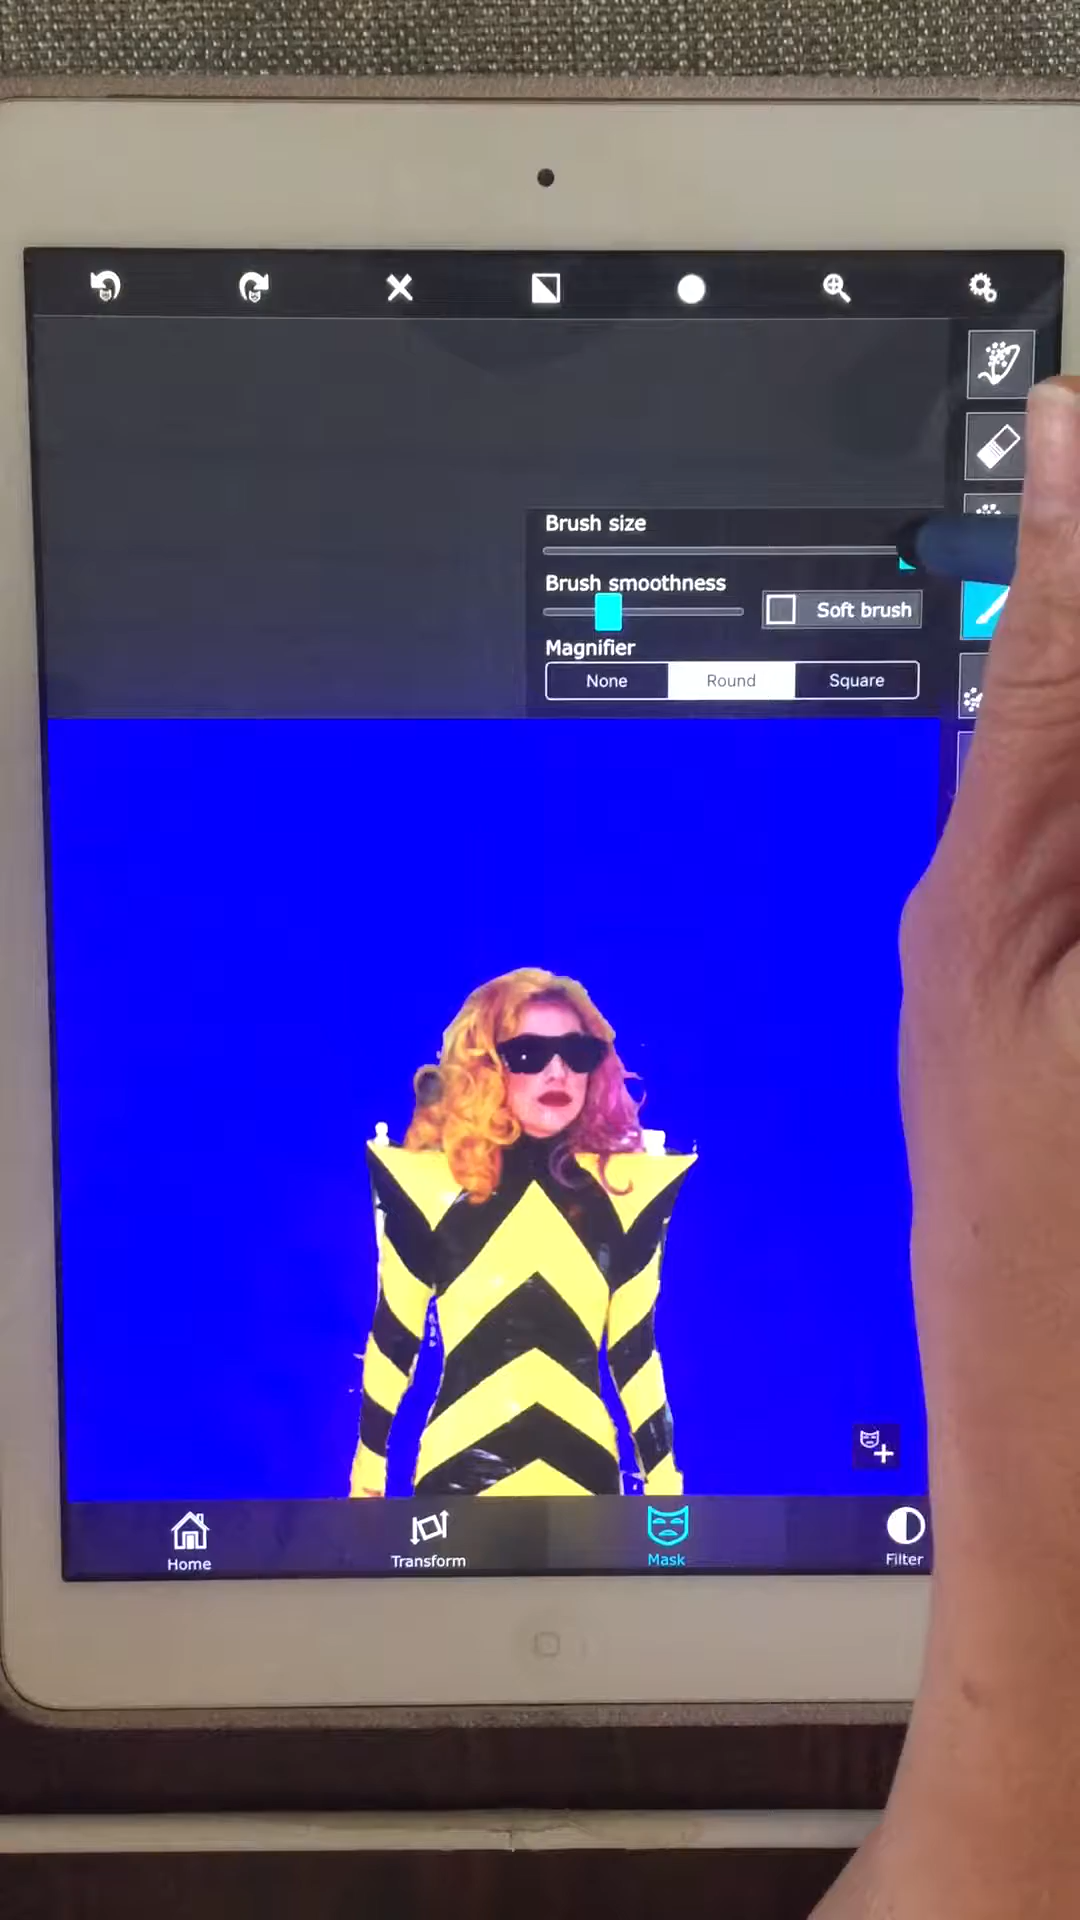 Brush size
Brush smoothness
Soft brush
Magnifier
None Round Square
Home Transform Mask Filter